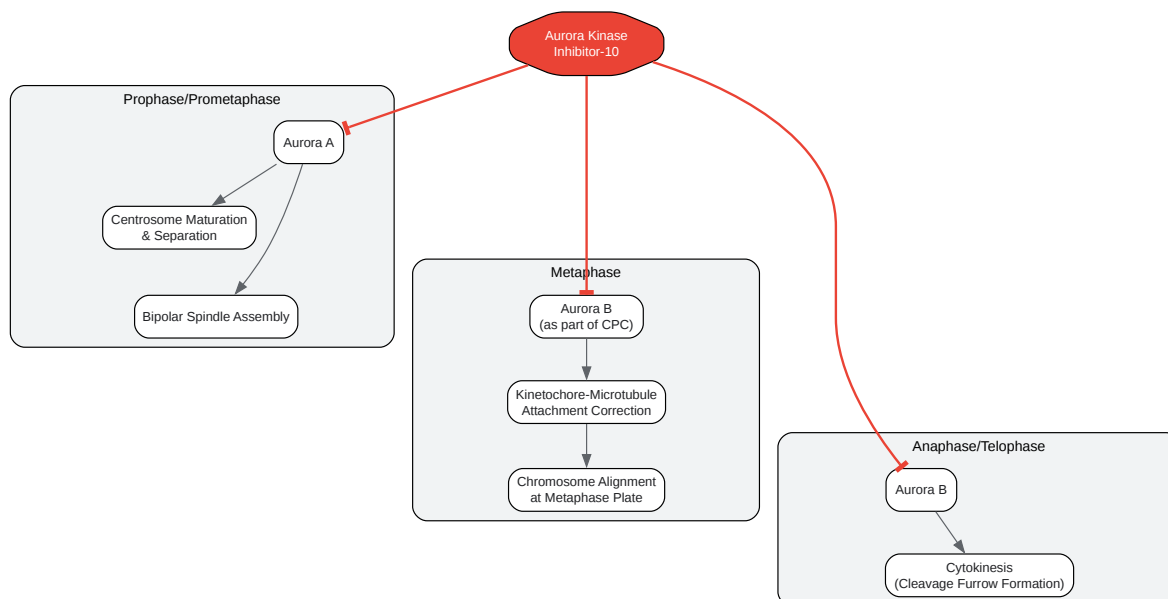 Aurora Kinase
Inhibitor-10
Prophase/Prometaphase
Aurora A
Centrosome Maturation
& Separation
Bipolar Spindle Assembly
Metaphase
Aurora B
(as part of CPC)
Kinetochore-Microtubule
Attachment Correction
Chromosome Alignment
at Metaphase Plate
Anaphase/Telophase
Aurora B
Cytokinesis
(Cleavage Furrow Formation)